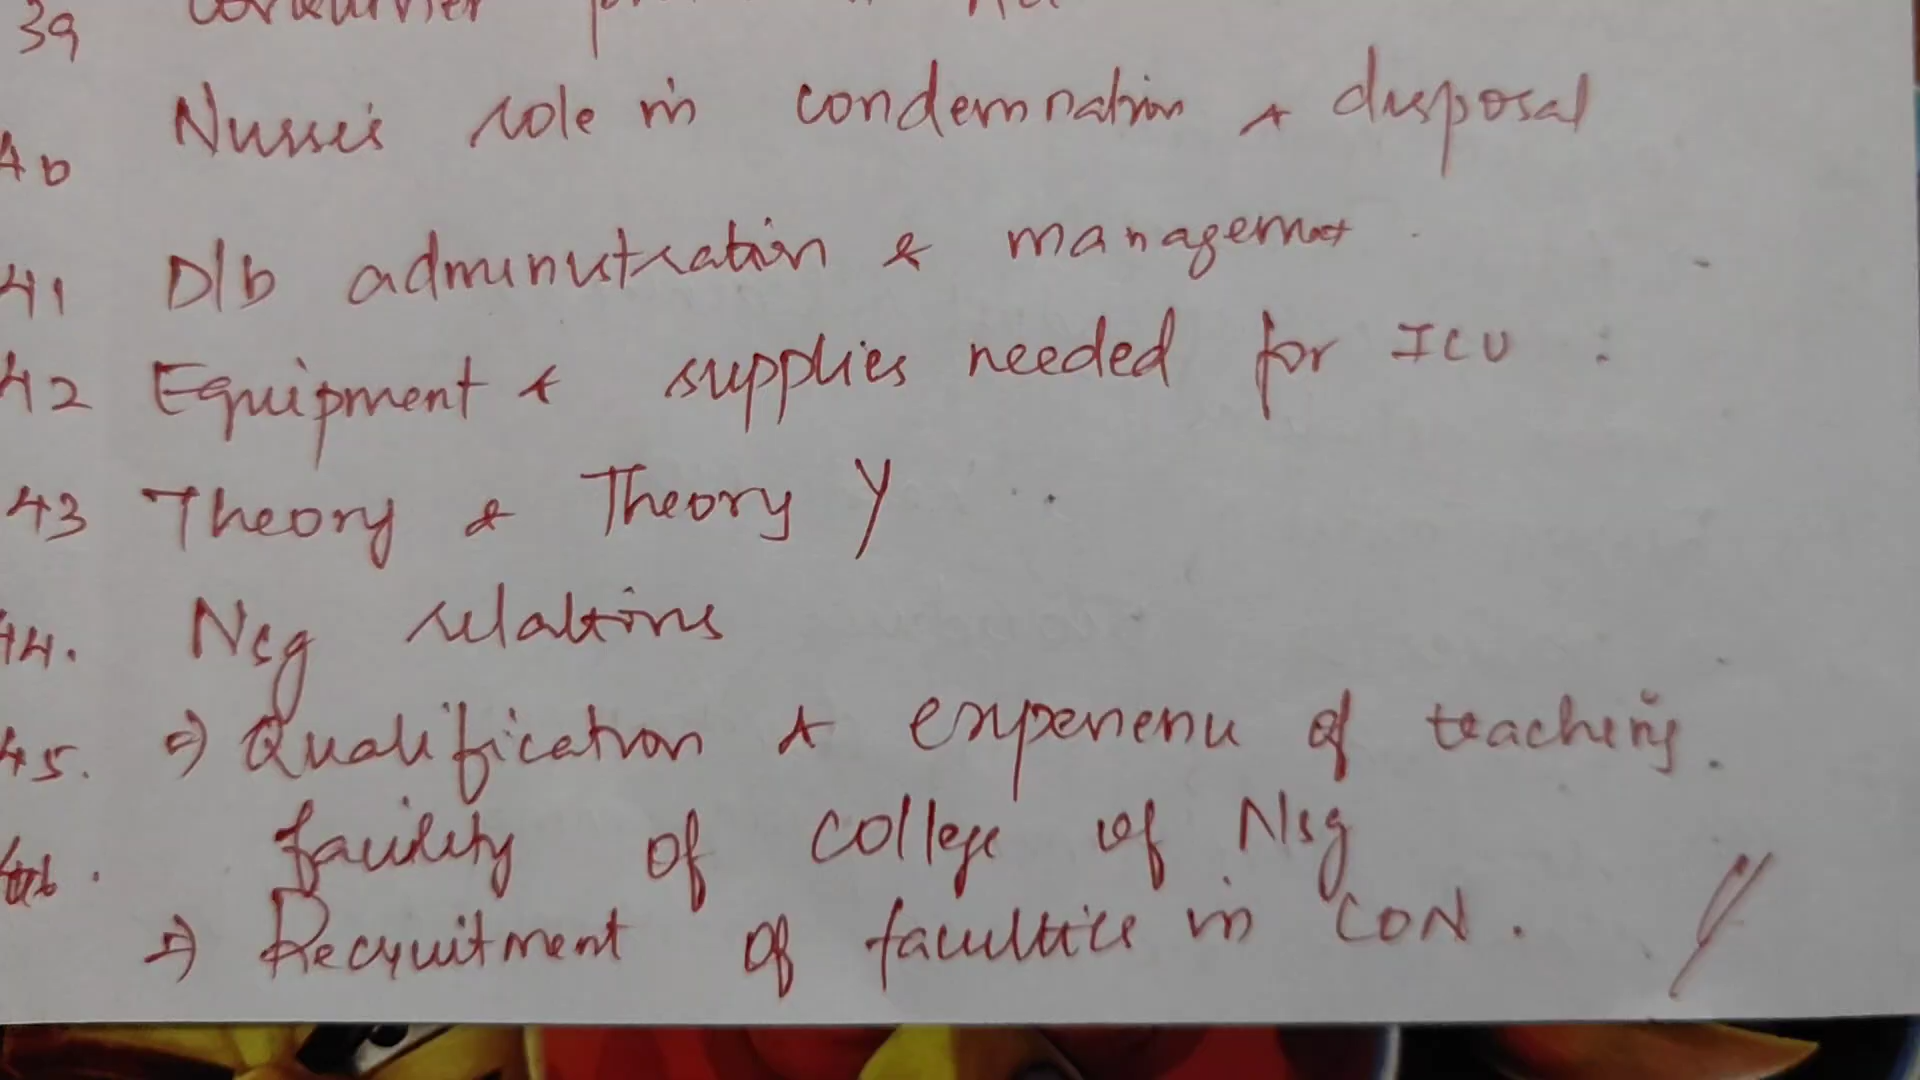 39
40 Nurse's role in condemnation & disposal
41 D/b administration & management
42 Equipment & supplies needed for ICU :
43 Theory & Theory Y
44. Nsg relations
45. ⇒ Qualification & experience of teaching.
46. faculity of college of Nsg
⇒ Recruitment of faculties in CON.